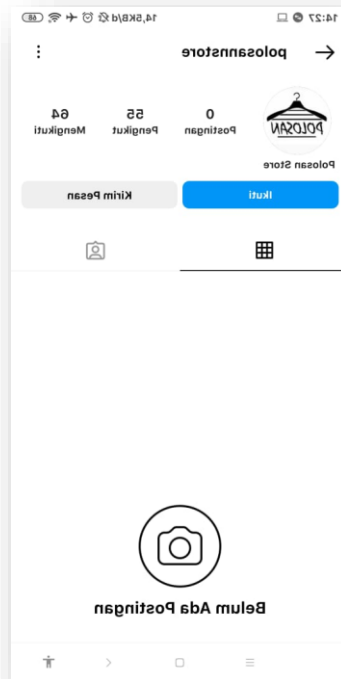 14:27 14,5KB/d 68
polosannstore
POLOSAN
0 55 64
Postingan Pengikut Mengikuti
Polosan Store
Ikuti Kirim Pesan
Belum Ada Postingan